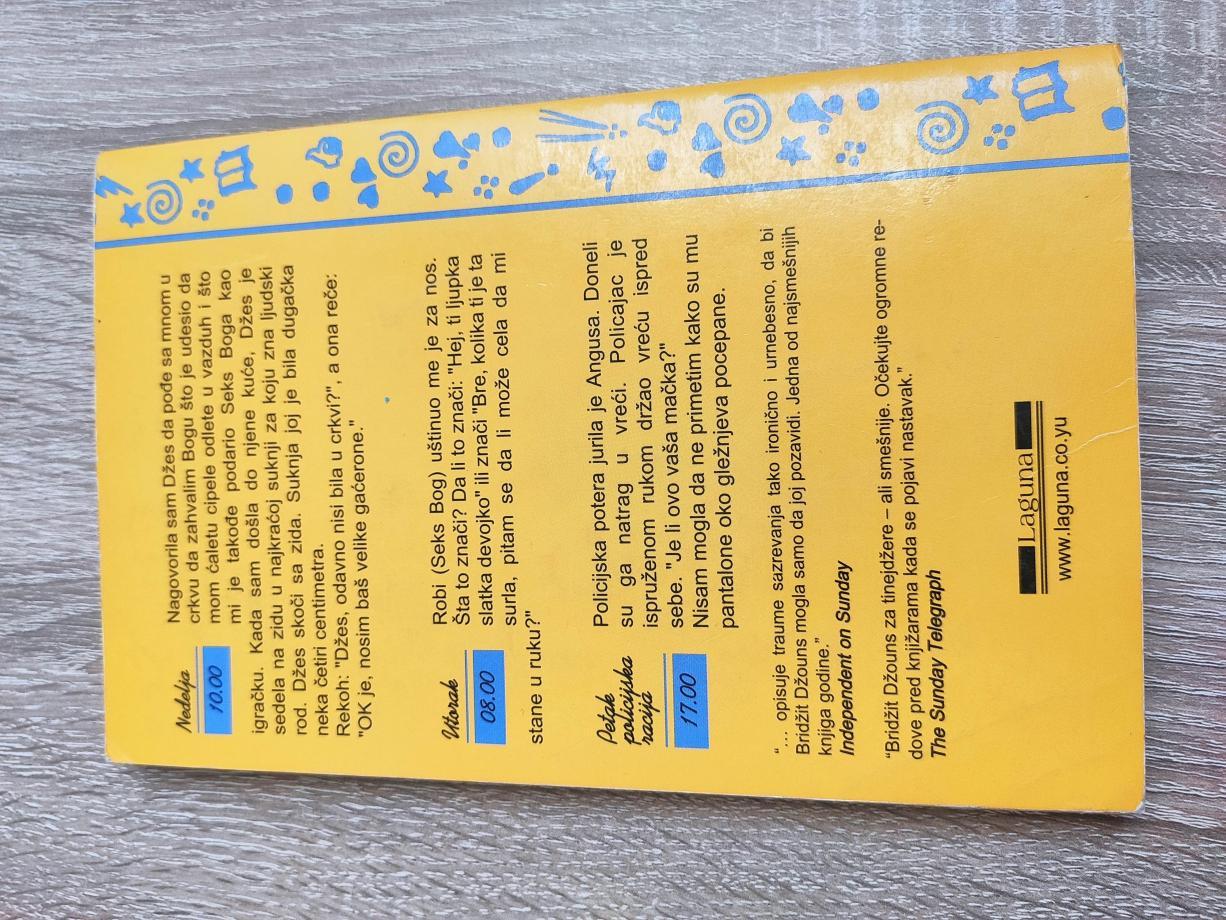 Nedelja
10.00
Nagovorila sam Džes da pođe sa mnom u
crkvu da zahvalim Bogu što je udesio da
mom ćaletu cipele odlete u vazduh i što
mi je takođe podario Seks Boga kao
igračku. Kada sam došla do njene kuće, Džes je
sedela na zidu u najkraćoj suknji za koju zna ljudski
rod. Džes skoči sa zida. Suknja joj je bila dugačka
neka četiri centimetra.
Rekoh: "Džes, odavno nisi bila u crkvi?", a ona reče:
"OK je, nosim baš velike gaćerone."
Utorak
08.00
Robi (Seks Bog) uštinuo me je za nos.
Šta to znači? Da li to znači: "Hej, ti ljupka
slatka devojko" ili znači "Bre, kolika ti je ta
surla, pitam se da li može cela da mi
stane u ruku?"
Petak
policijska
racija
17.00
Policijska potera jurila je Angusa. Doneli
su ga natrag u vreći. Policajac je
ispruženom rukom držao vreću ispred
sebe. "Je li ovo vaša mačka?"
Nisam mogla da ne primetim kako su mu
pantalone oko gležnjeva pocepane.
“... opisuje traume sazrevanja tako ironično i urnebesno, da bi
Bridžit Džouns mogla samo da joj pozavidi. Jedna od najsmešnijih
knjiga godine.”
Independent on Sunday
“Bridžit Džouns za tinejdžere – ali smešnije. Očekujte ogromne re-
dove pred knjižarama kada se pojavi nastavak.”
The Sunday Telegraph
Laguna
www.laguna.co.yu